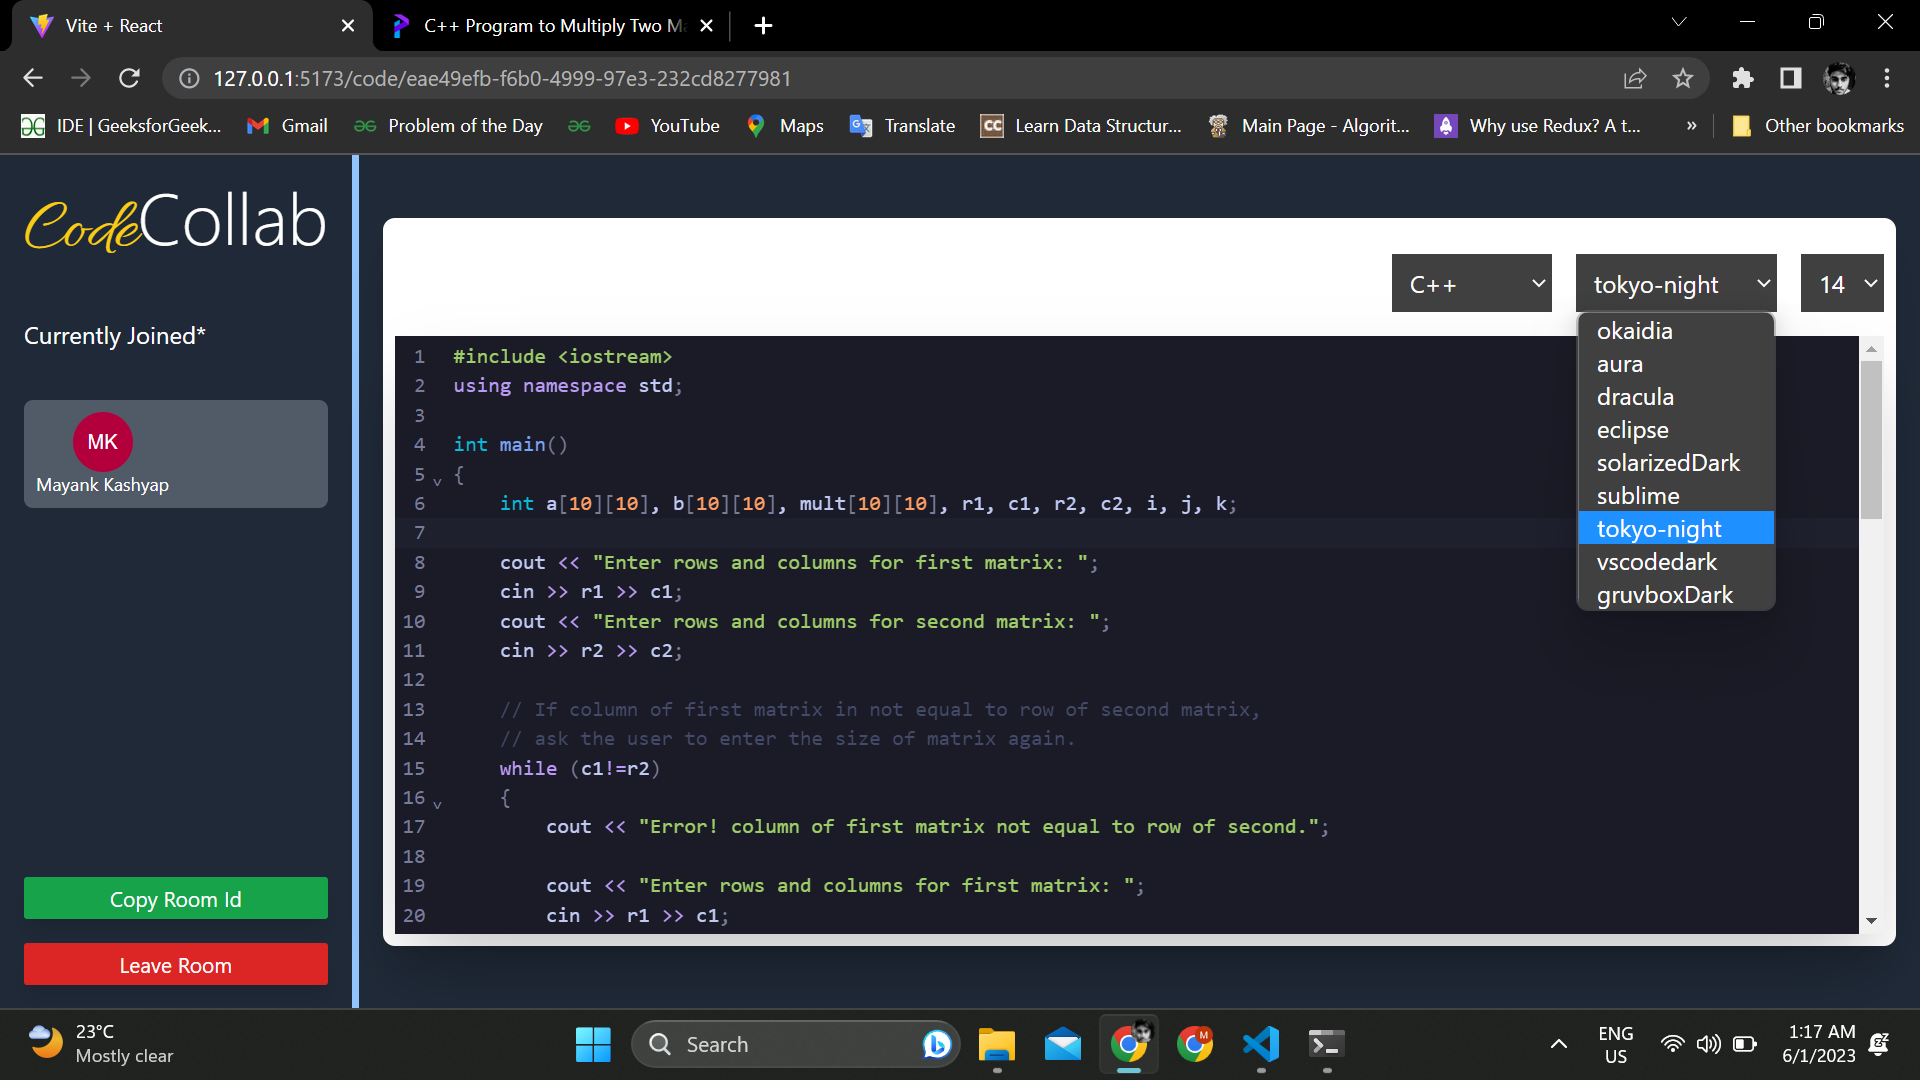 Vite + React
C++ Program to Multiply Two Ma
127.0.0.1:5173/code/eae49efb-f6b0-4999-97e3-232cd8277981
IDE | GeeksforGeek...
Gmail
Problem of the Day
YouTube
Maps
Translate
CC Learn Data Structur...
Main Page - Algorit...
Why use Redux? A t...
»
Other bookmarks
CodeCollab
Currently Joined*
MK
Mayank Kashyap
Copy Room Id
Leave Room
C++
tokyo-night
14
okaidia
aura
dracula
eclipse
solarizedDark
sublime
tokyo-night
vscodedark
gruvboxDark
1 #include <iostream>
2 using namespace std;
3
4 int main()
5 {
6 int a[10][10], b[10][10], mult[10][10], r1, c1, r2, c2, i, j, k;
7
8 cout << "Enter rows and columns for first matrix: ";
9 cin >> r1 >> c1;
10 cout << "Enter rows and columns for second matrix: ";
11 cin >> r2 >> c2;
12
13 // If column of first matrix in not equal to row of second matrix,
14 // ask the user to enter the size of matrix again.
15 while (c1!=r2)
16 {
17 cout << "Error! column of first matrix not equal to row of second.";
18
19 cout << "Enter rows and columns for first matrix: ";
20 cin >> r1 >> c1;
23°C
Mostly clear
Search
M
ENG
US
1:17 AM
6/1/2023